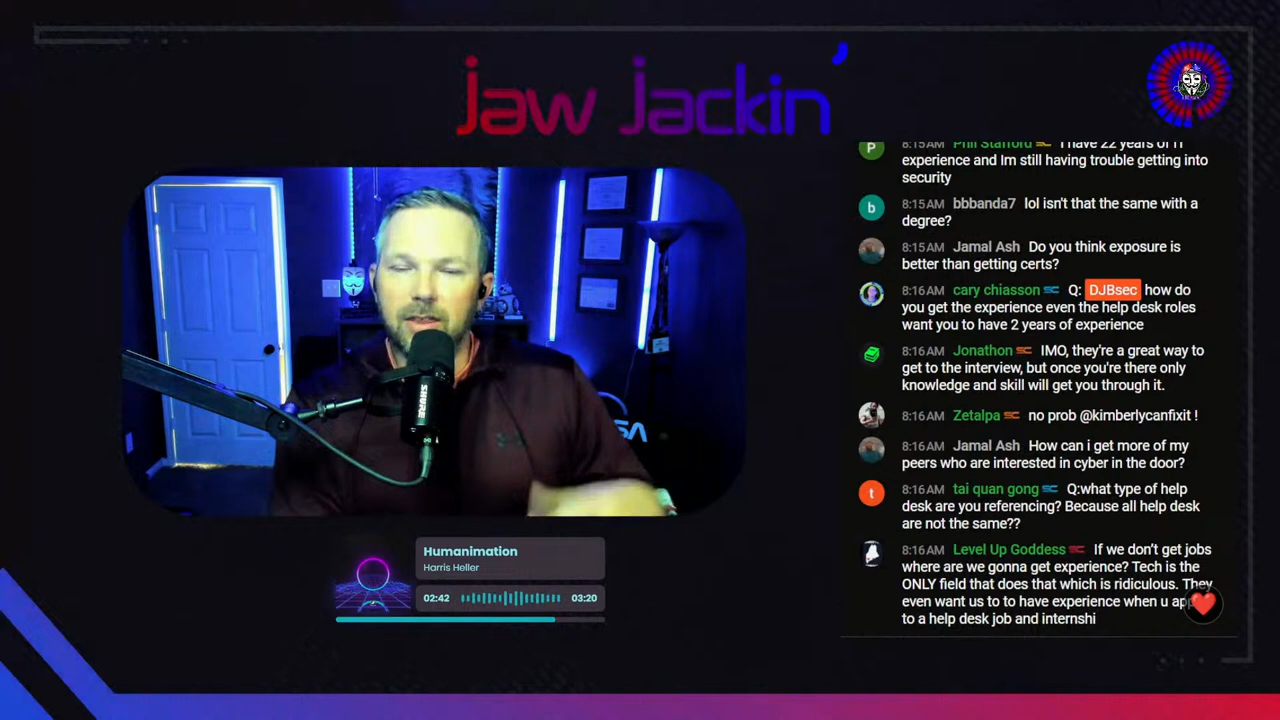 jaw jackin'
8:15AM Phil Stafford I have 22 years of IT
experience and Im still having trouble getting into
security
8:15AM bbbanda7 lol isn't that the same with a
degree?
8:15AM Jamal Ash Do you think exposure is
better than getting certs?
8:16AM cary chiasson Q: DJBsec how do
you get the experience even the help desk roles
want you to have 2 years of experience
8:16AM Jonathon IMO, they're a great way to
get to the interview, but once you're there only
knowledge and skill will get you through it.
8:16AM Zetalpa no prob @kimberlycanfixit !
8:16AM Jamal Ash How can i get more of my
peers who are interested in cyber in the door?
8:16AM tai quan gong Q:what type of help
desk are you referencing? Because all help desk
are not the same??
8:16AM Level Up Goddess If we don't get jobs
where are we gonna get experience? Tech is the
ONLY field that does that which is ridiculous. They
even want us to to have experience when u
to a help desk job and internshi
P
b
t
SHURE
Humanimation
Harris Heller
02:42
03:20